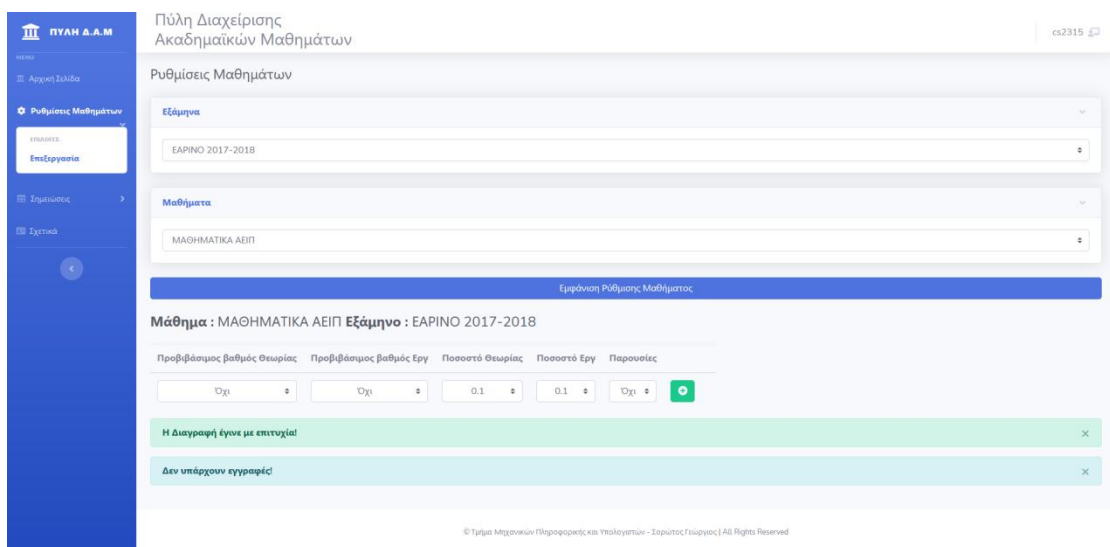 ΠΥΛΗ Δ.Α.Μ
MENU
Αρχική Σελίδα
Ρυθμίσεις Μαθημάτων
ΕΠΙΛΟΓΕΣ:
Επεξεργασία
Σημειώσεις
Σχετικά
Πύλη Διαχείρισης
Ακαδημαϊκών Μαθημάτων
cs2315
Ρυθμίσεις Μαθημάτων
Εξάμηνα
ΕΑΡΙΝΟ 2017-2018
Μαθήματα
ΜΑΘΗΜΑΤΙΚΑ ΑΕΙΠ
Εμφάνιση Ρύθμισης Μαθήματος
Μάθημα : ΜΑΘΗΜΑΤΙΚΑ ΑΕΙΠ Εξάμηνο : ΕΑΡΙΝΟ 2017-2018
Προβιβάσιμος βαθμός Θεωρίας Προβιβάσιμος βαθμός Εργ Ποσοστό Θεωρίας Ποσοστό Εργ Παρουσίες
Όχι Όχι 0.1 0.1 Όχι
Η Διαγραφή έγινε με επιτυχία!
Δεν υπάρχουν εγγραφές!
© Τμήμα Μηχανικών Πληροφορικής και Υπολογιστών - Σαρώτος Γεώργιος | All Rights Reserved